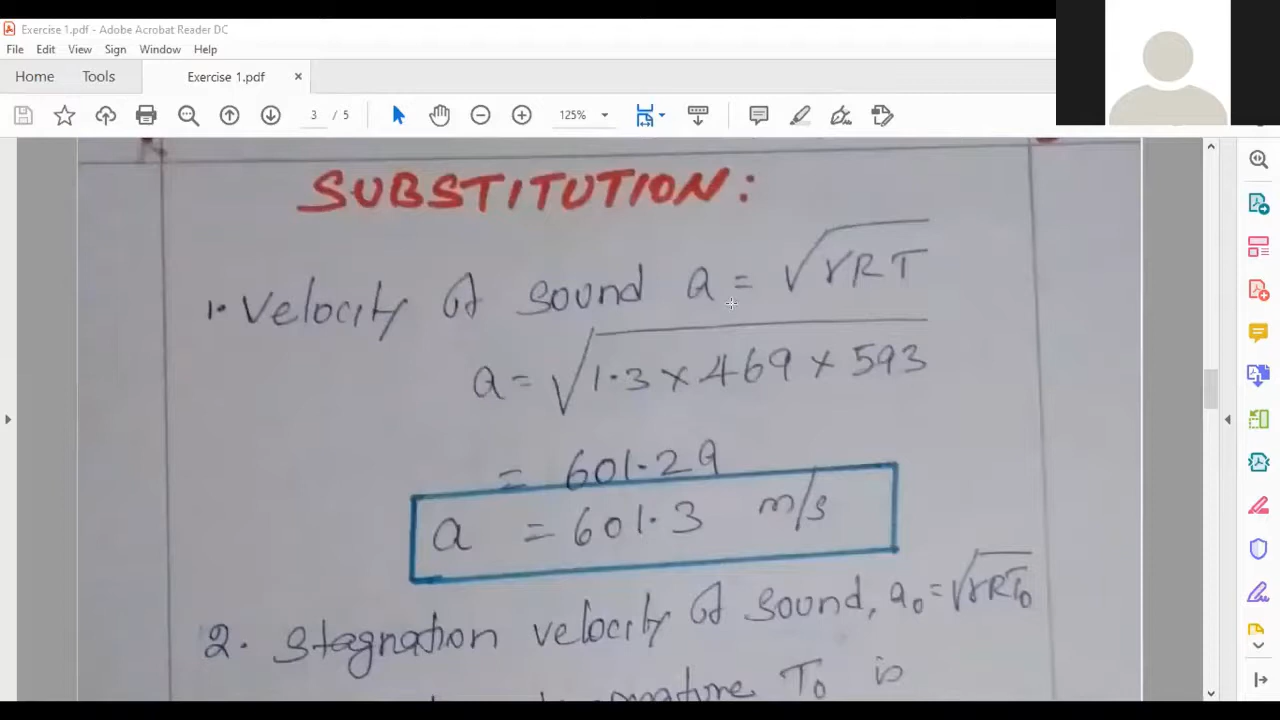 Exercise 1.pdf - Adobe Acrobat Reader DC
File Edit View Sign Window Help
Home Tools Exercise 1.pdf ×
3 / 5 125%
SUBSTITUTION:
1. Velocity of sound a = √γRT
a = √1.3 × 469 × 593
= 601.29
a = 601.3 m/s
2. Stagnation velocity of sound, a₀ = √γRT₀
T₀ is